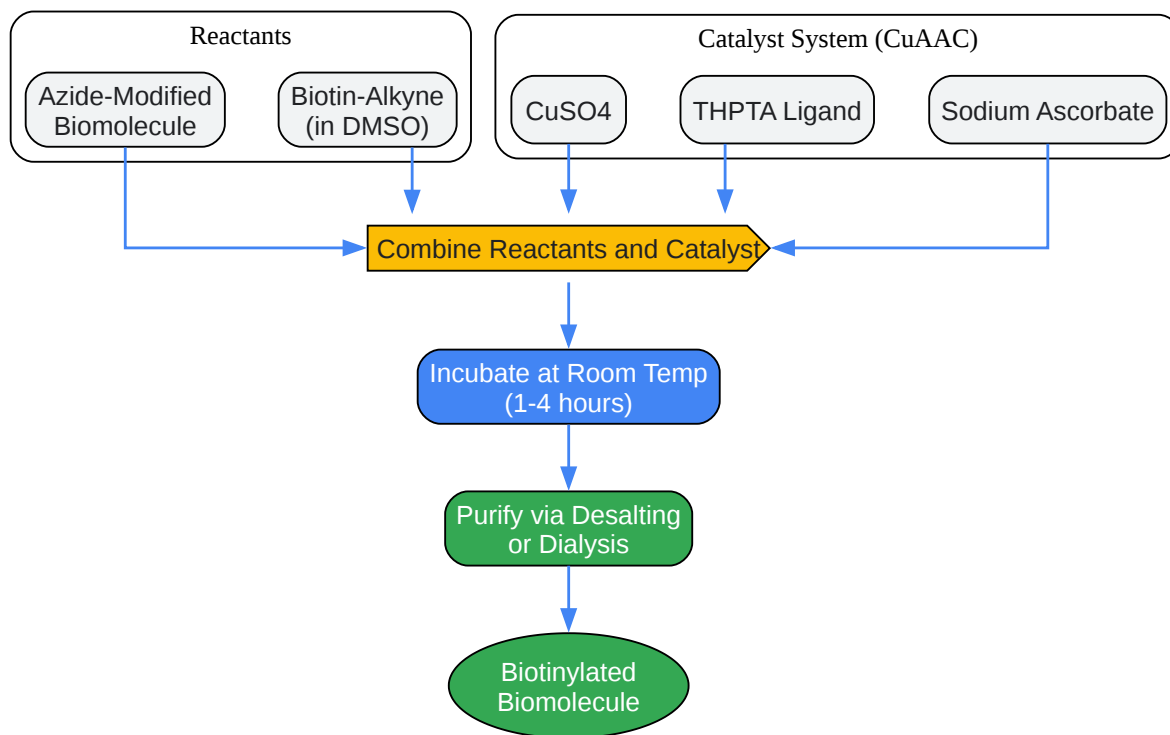 Reactants
Azide-Modified
Biomolecule
Biotin-Alkyne
(in DMSO)
Catalyst System (CuAAC)
CuSO4
THPTA Ligand
Sodium Ascorbate
Combine Reactants and Catalyst
Incubate at Room Temp
(1-4 hours)
Purify via Desalting
or Dialysis
Biotinylated
Biomolecule